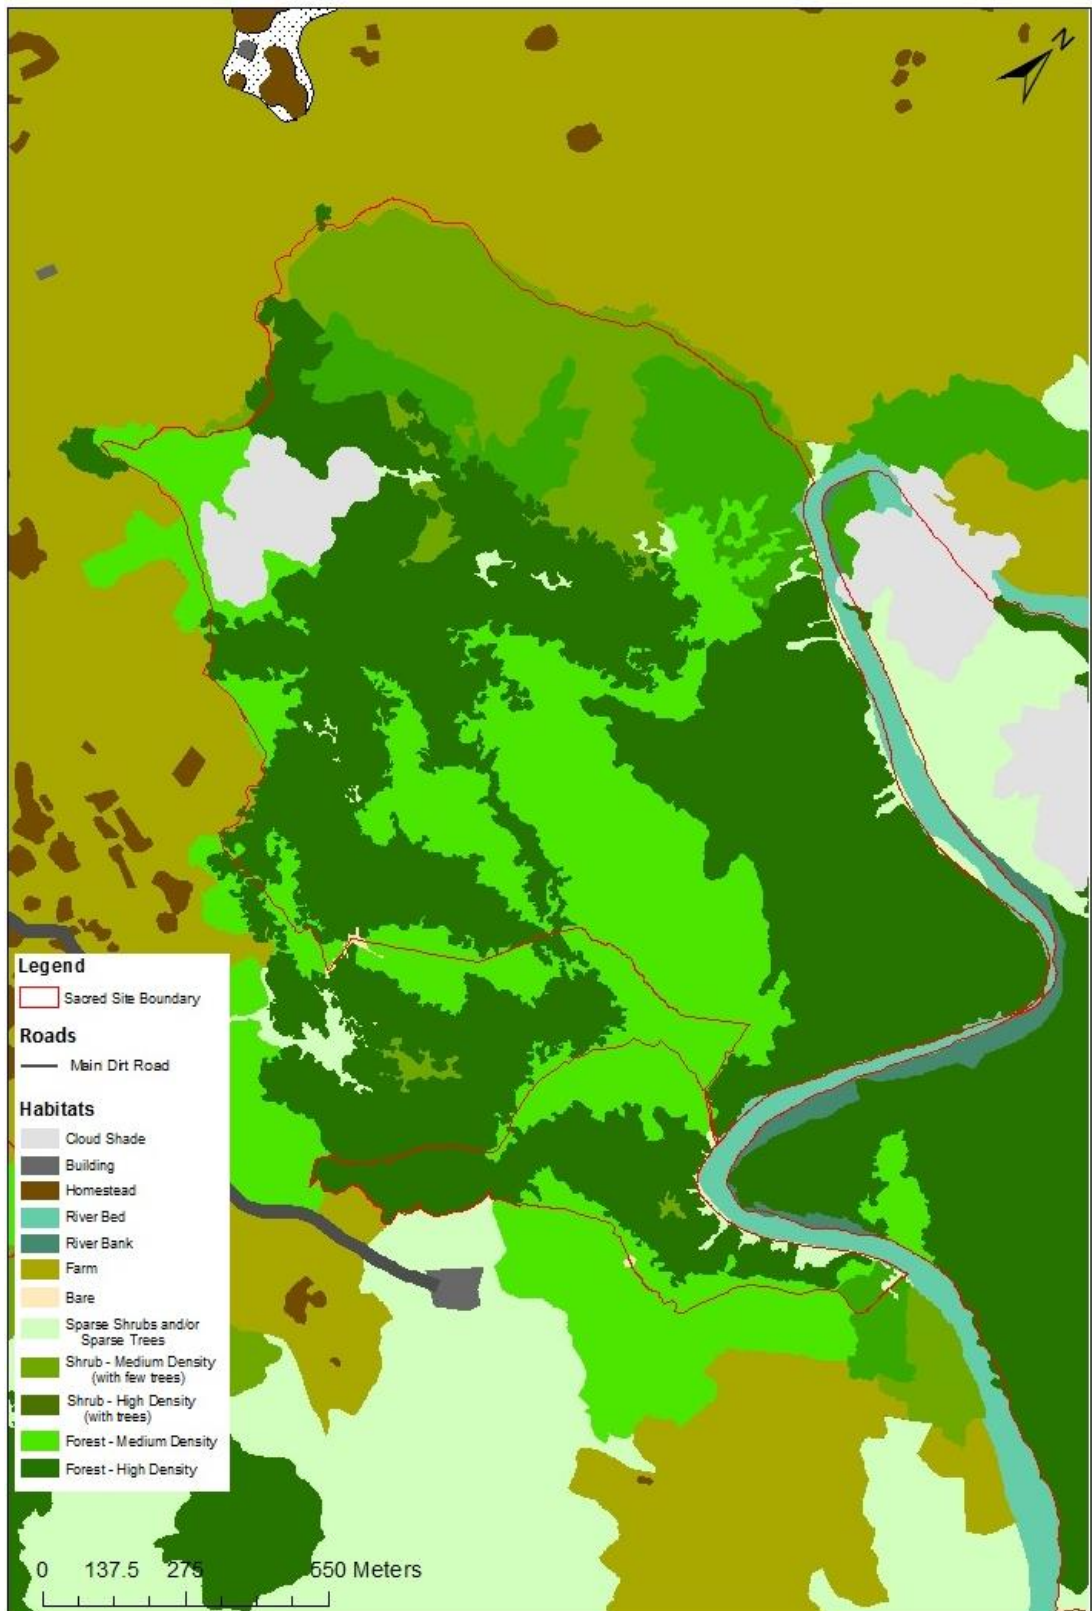 N
Legend
Sacred Site Boundary
Roads
Main Dirt Road
Habitats
Cloud Shade
Building
Homestead
River Bed
River Bank
Farm
Bare
Sparse Shrubs and/or
Sparse Trees
Shrub - Medium Density
(with few trees)
Shrub - High Density
(with trees)
Forest - Medium Density
Forest - High Density
0 137.5 275 550 Meters